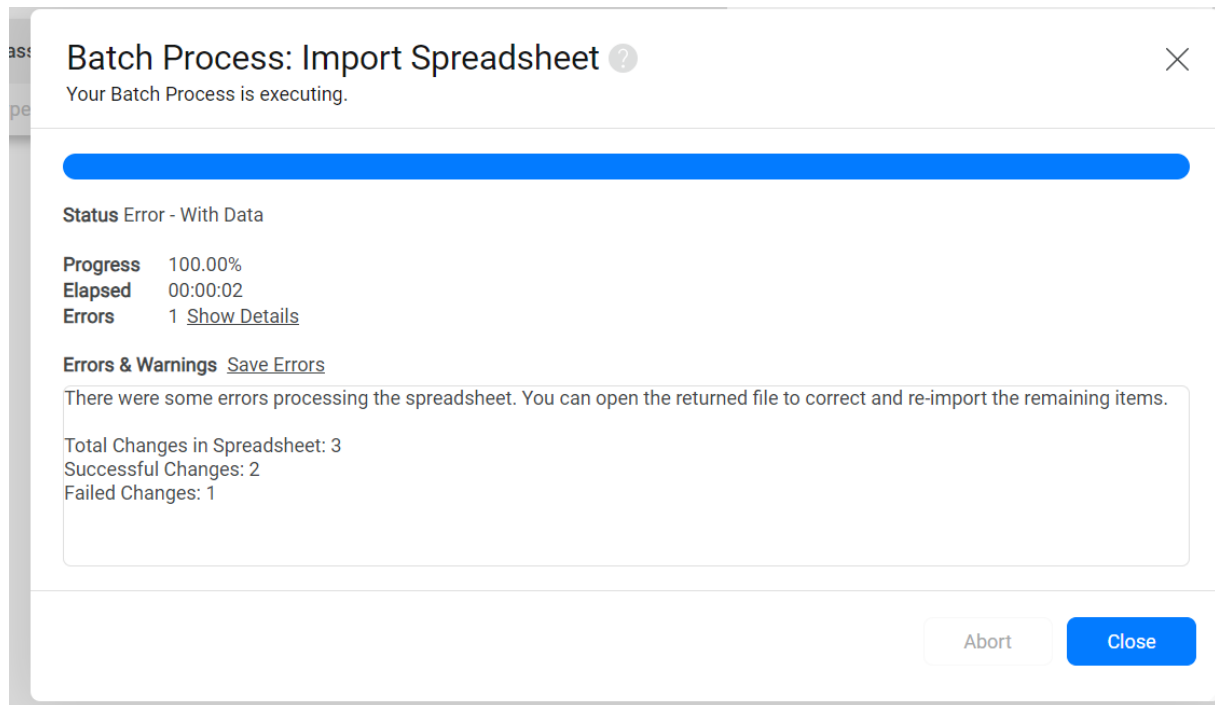 Batch Process: Import Spreadsheet ?
Your Batch Process is executing.
Status Error - With Data
Progress 100.00%
Elapsed 00:00:02
Errors 1 Show Details
Errors & Warnings Save Errors
There were some errors processing the spreadsheet. You can open the returned file to correct and re-import the remaining items.
Total Changes in Spreadsheet: 3
Successful Changes: 2
Failed Changes: 1
Abort
Close